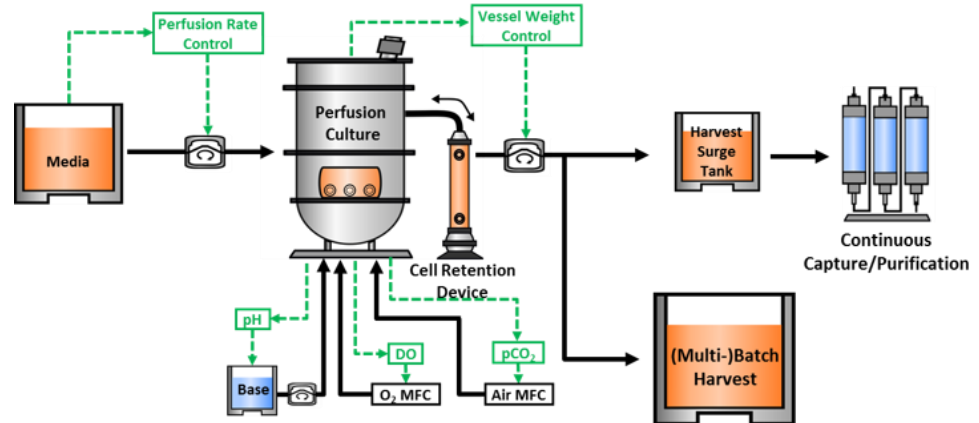 Perfusion Rate
Control
Vessel Weight
Control
Media
Perfusion
Culture
Harvest
Surge
Tank
Continuous
Capture/Purification
Cell Retention
Device
pH
DO
pCO₂
Base
O₂ MFC
Air MFC
(Multi-)Batch
Harvest